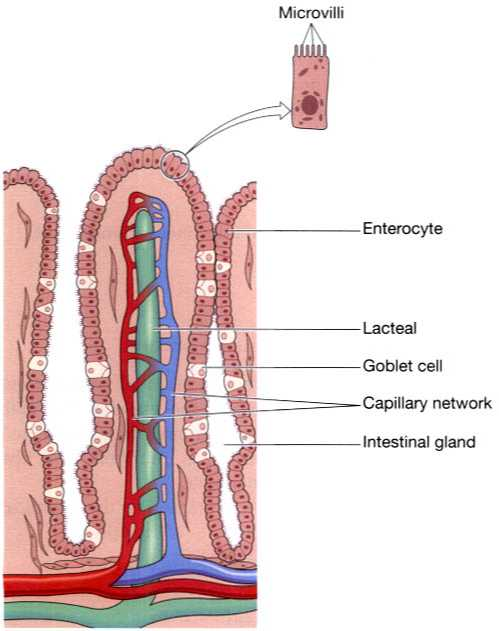 Microvilli
Enterocyte
Lacteal
Goblet cell
Capillary network
Intestinal gland